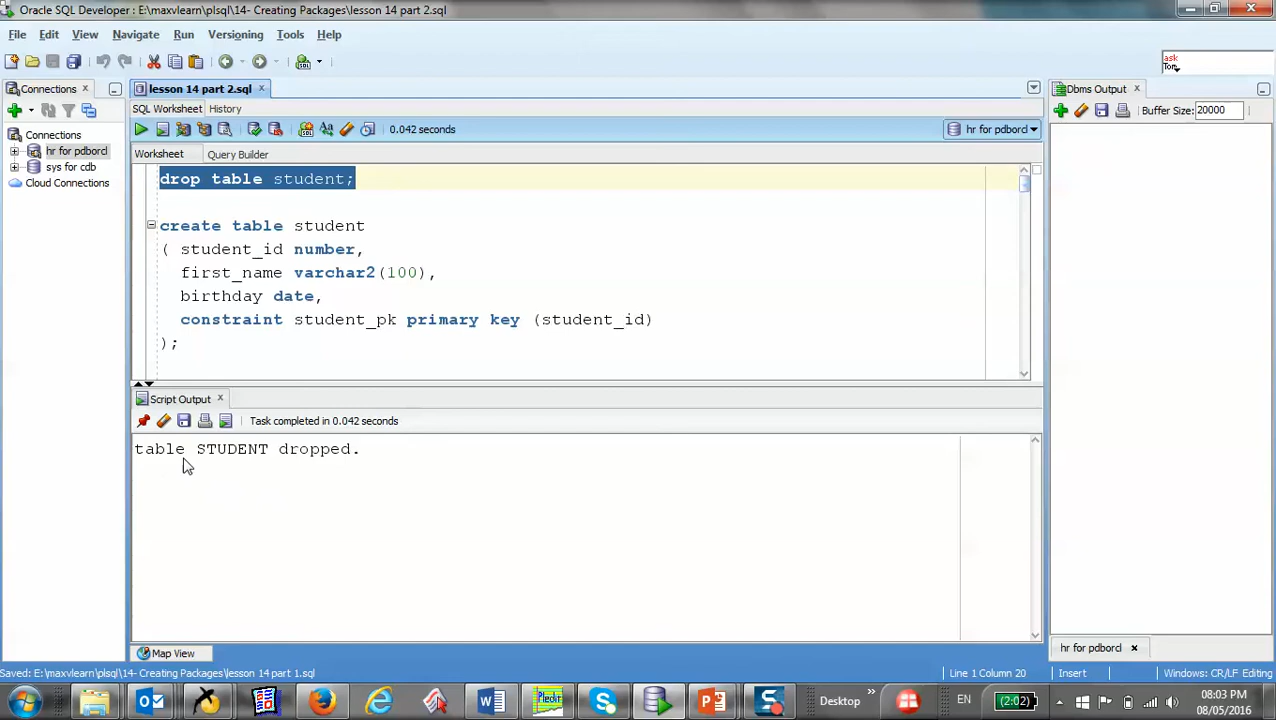 Oracle SQL Developer : E:\maxvlearn\plsql\14- Creating Packages\lesson 14 part 2.sql
File Edit View Navigate Run Versioning Tools Help
ask
Tom
Connections
lesson 14 part 2.sql
Dbms Output
SQL Worksheet History
Buffer Size: 20000
0.042 seconds
hr for pdborcl
Connections
hr for pdborcl
sys for cdb
Cloud Connections
Worksheet Query Builder
drop table student;
create table student
( student_id number,
first_name varchar2(100),
birthday date,
constraint student_pk primary key (student_id)
);
Script Output
Task completed in 0.042 seconds
table STUDENT dropped.
Map View
hr for pdborcl
Saved: E:\maxvlearn\plsql\14- Creating Packages\lesson 14 part 1.sql
Line 1 Column 20
Insert
Windows: CR/LF Editing
Desktop
EN
(2:02)
08:03 PM
08/05/2016